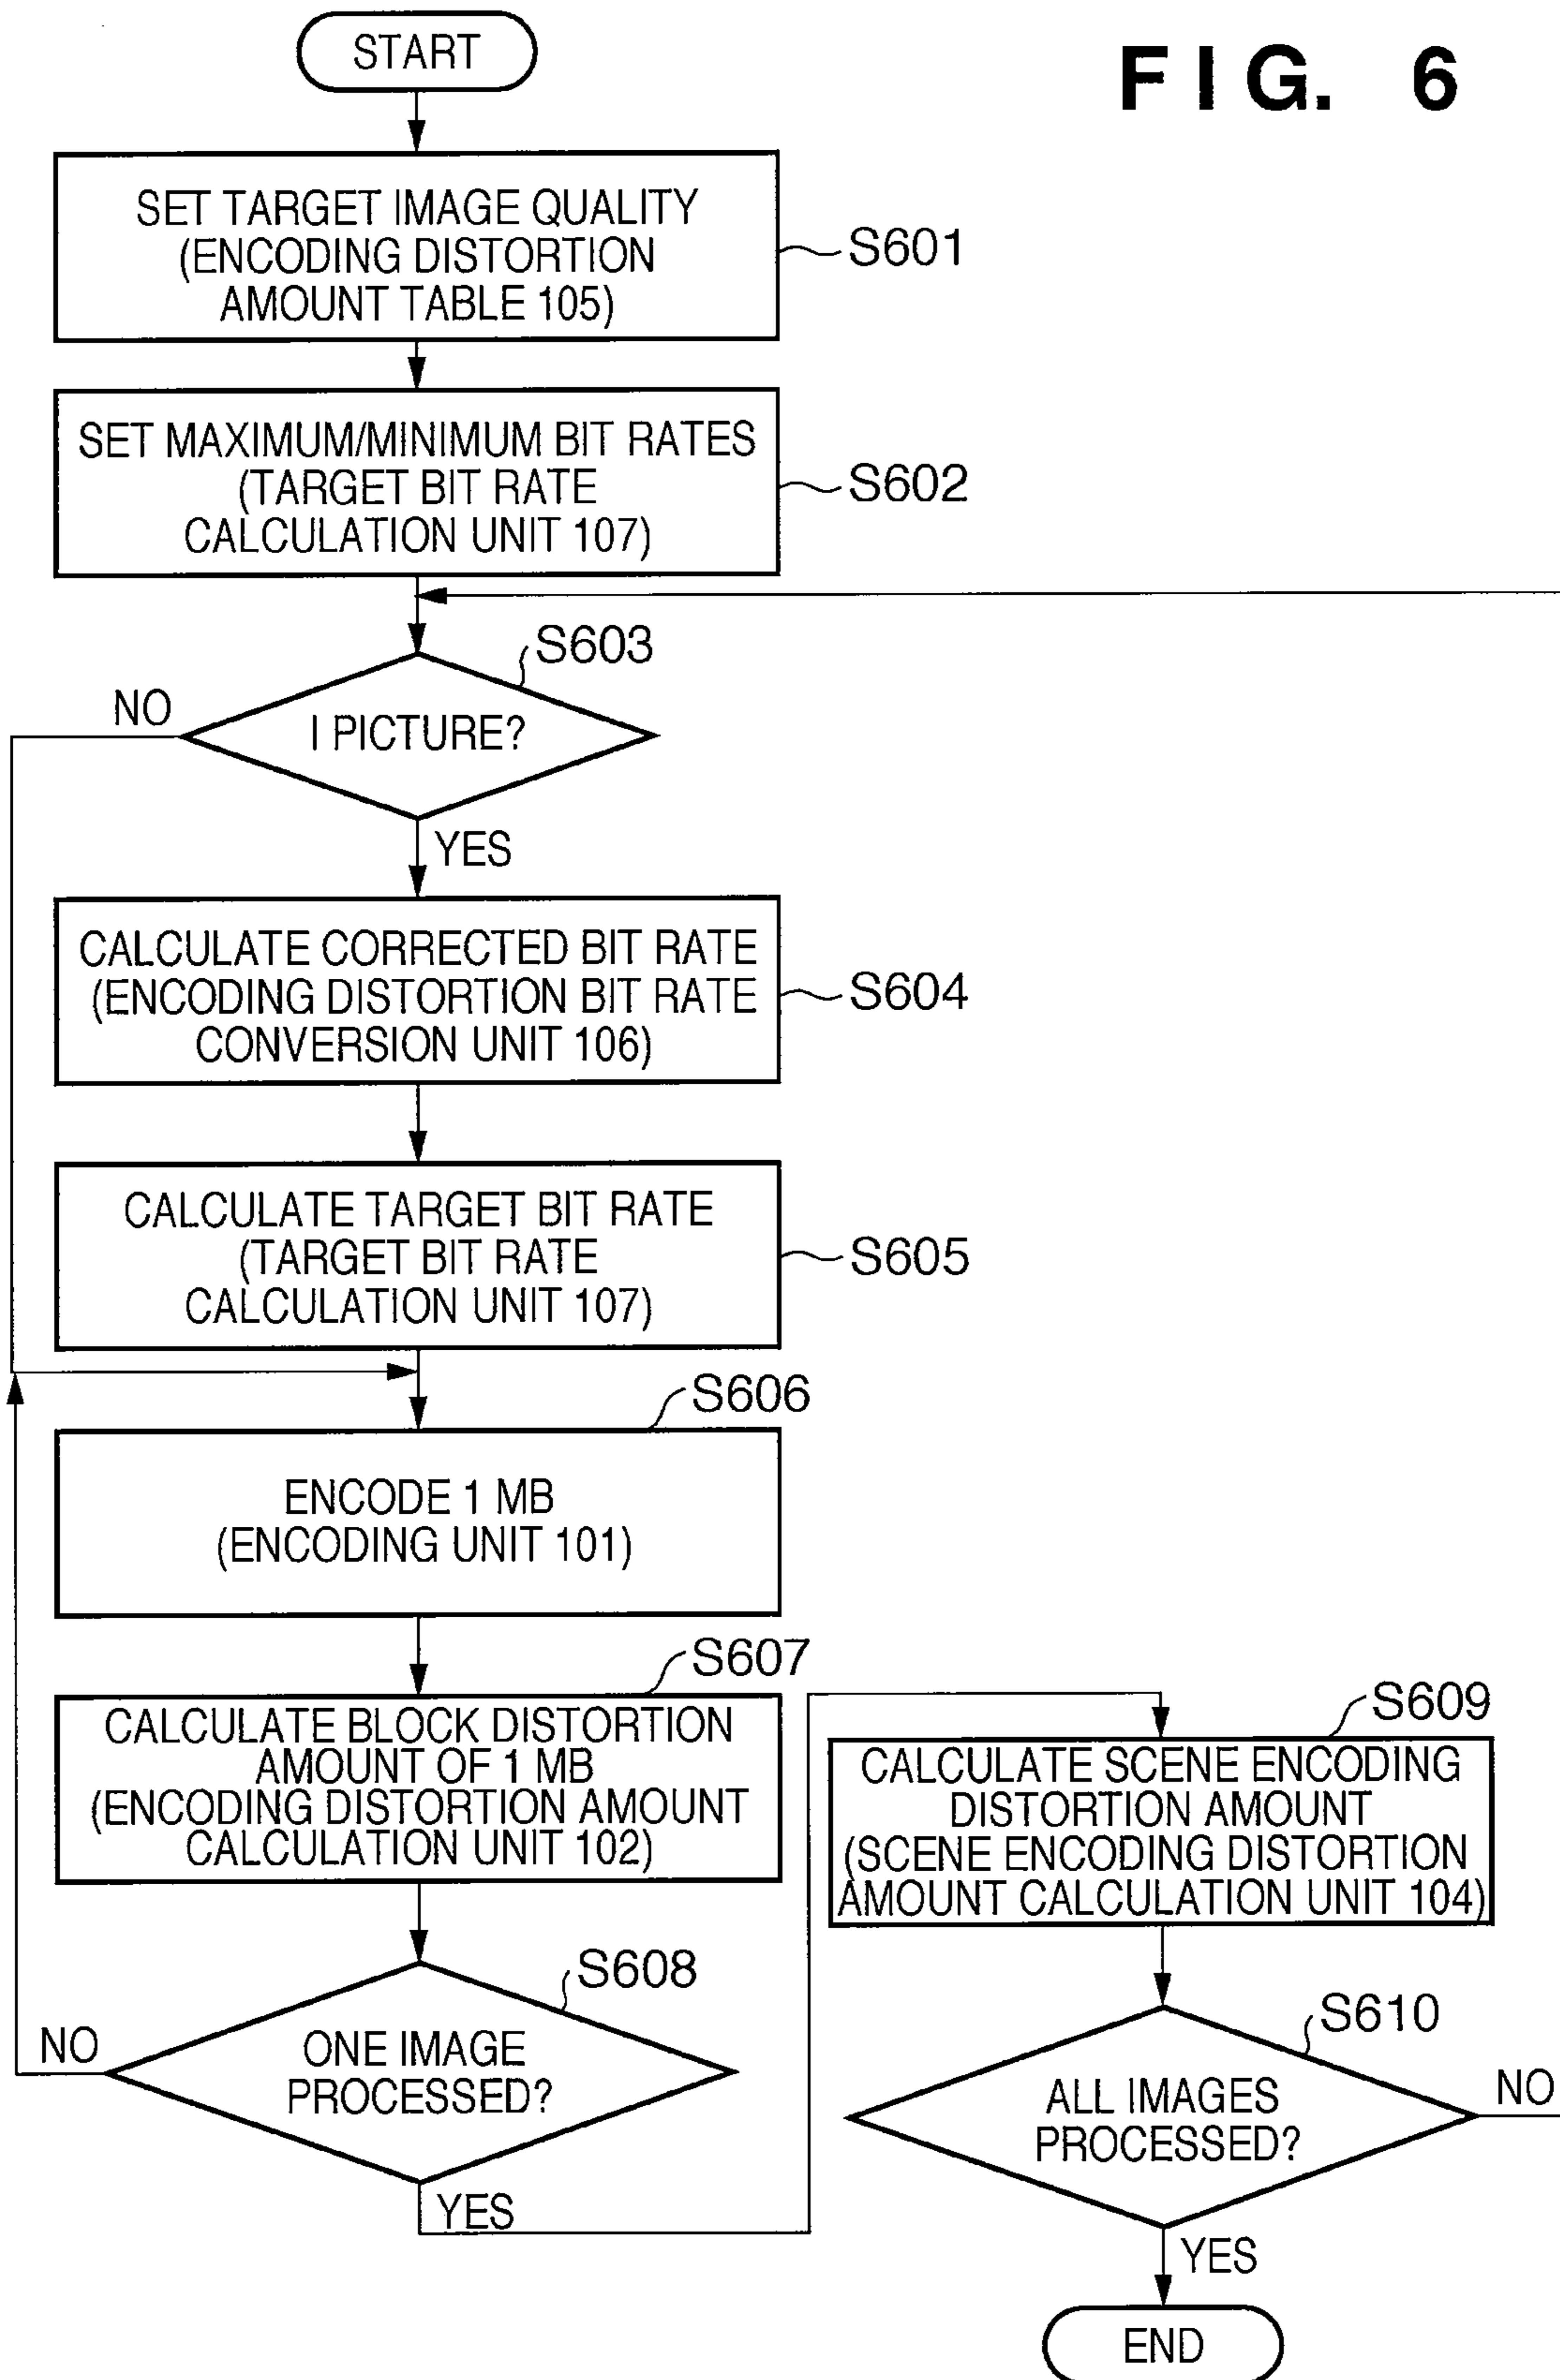 START
FIG. 6
SET TARGET IMAGE QUALITY
(ENCODING DISTORTION
AMOUNT TABLE 105)
S601
SET MAXIMUM/MINIMUM BIT RATES
(TARGET BIT RATE
CALCULATION UNIT 107)
S602
S603
NO
I PICTURE?
YES
CALCULATE CORRECTED BIT RATE
(ENCODING DISTORTION BIT RATE
CONVERSION UNIT 106)
S604
CALCULATE TARGET BIT RATE
(TARGET BIT RATE
CALCULATION UNIT 107)
S605
S606
ENCODE 1 MB
(ENCODING UNIT 101)
S607
CALCULATE BLOCK DISTORTION
AMOUNT OF 1 MB
(ENCODING DISTORTION AMOUNT
CALCULATION UNIT 102)
S608
NO
ONE IMAGE
PROCESSED?
YES
S609
CALCULATE SCENE ENCODING
DISTORTION AMOUNT
(SCENE ENCODING DISTORTION
AMOUNT CALCULATION UNIT 104)
S610
ALL IMAGES
PROCESSED?
NO
YES
END